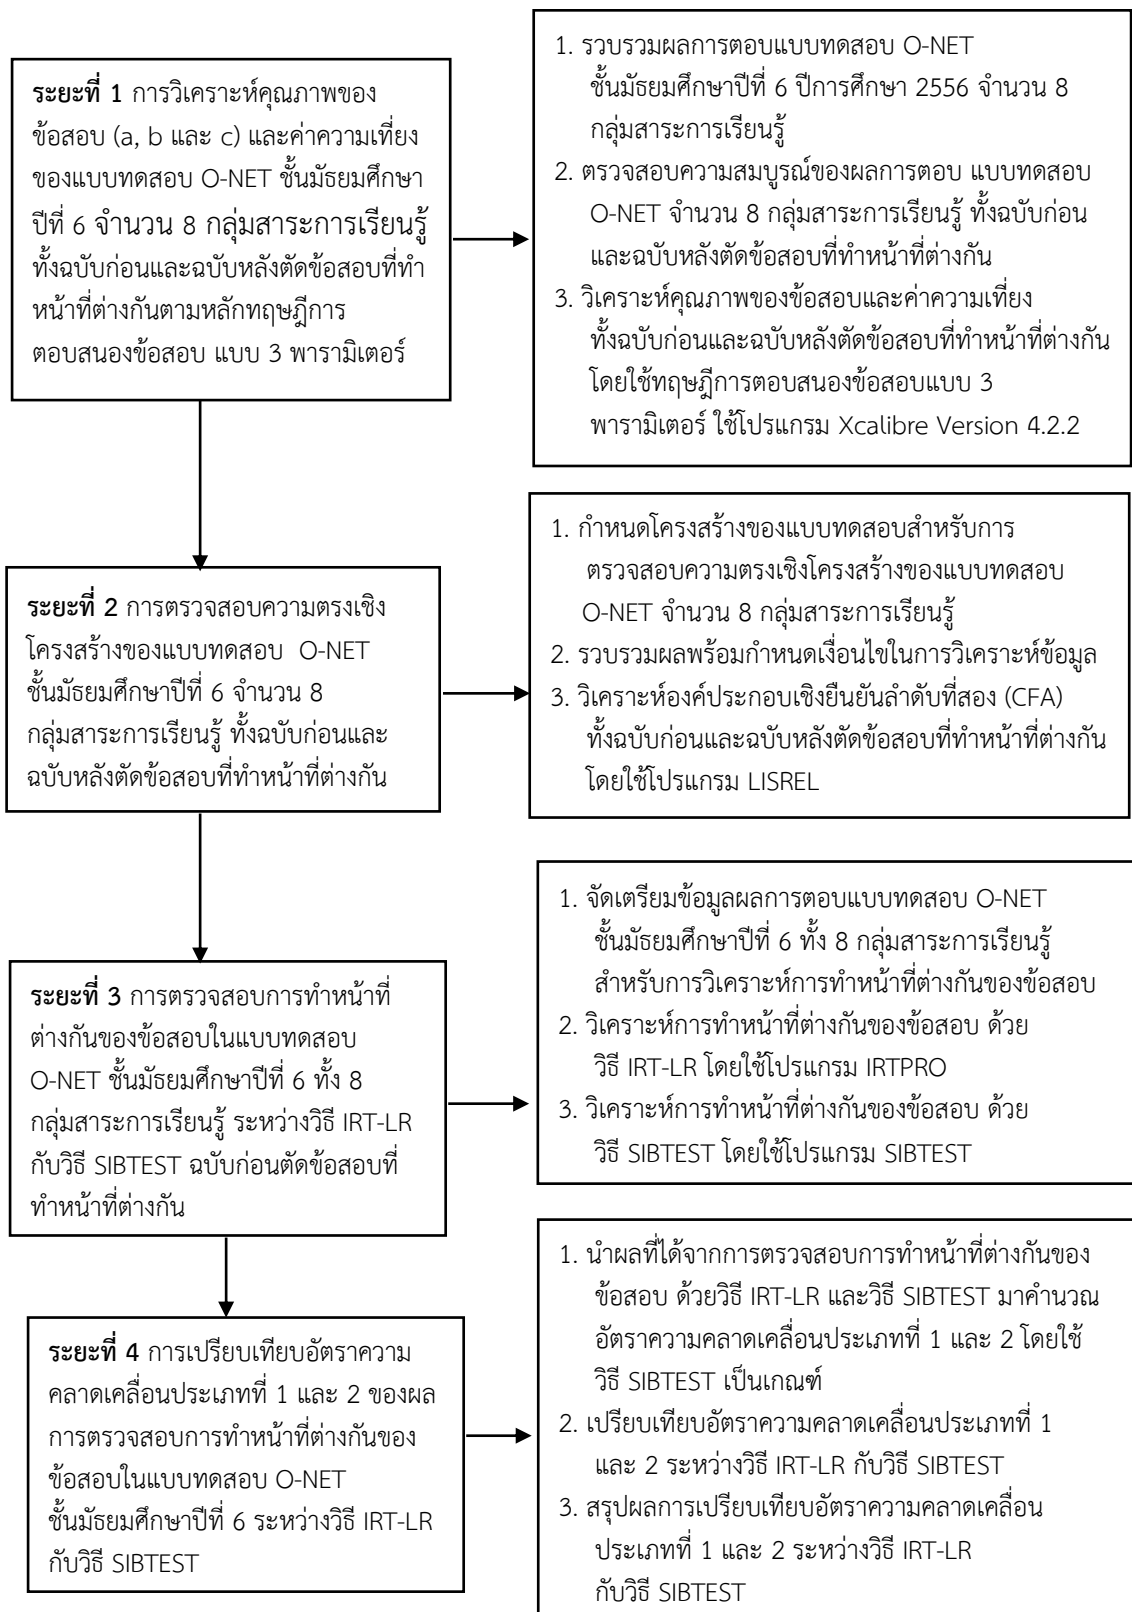 ระยะที่ 1 การวิเคราะห์คุณภาพของ
ข้อสอบ (a, b และ c) และค่าความเที่ยง
ของแบบทดสอบ O-NET ชั้นมัธยมศึกษา
ปีที่ 6 จำนวน 8 กลุ่มสาระการเรียนรู้
ทั้งฉบับก่อนและฉบับหลังตัดข้อสอบที่ทำ
หน้าที่ต่างกันตามหลักทฤษฎีการ
ตอบสนองข้อสอบ แบบ 3 พารามิเตอร์
1. รวบรวมผลการตอบแบบทดสอบ O-NET
ชั้นมัธยมศึกษาปีที่ 6 ปีการศึกษา 2556 จำนวน 8
กลุ่มสาระการเรียนรู้
2. ตรวจสอบความสมบูรณ์ของผลการตอบ แบบทดสอบ
O-NET จำนวน 8 กลุ่มสาระการเรียนรู้ ทั้งฉบับก่อน
และฉบับหลังตัดข้อสอบที่ทำหน้าที่ต่างกัน
3. วิเคราะห์คุณภาพของข้อสอบและค่าความเที่ยง
ทั้งฉบับก่อนและฉบับหลังตัดข้อสอบที่ทำหน้าที่ต่างกัน
โดยใช้ทฤษฎีการตอบสนองข้อสอบแบบ 3
พารามิเตอร์ ใช้โปรแกรม Xcalibre Version 4.2.2
ระยะที่ 2 การตรวจสอบความตรงเชิง
โครงสร้างของแบบทดสอบ O-NET
ชั้นมัธยมศึกษาปีที่ 6 จำนวน 8
กลุ่มสาระการเรียนรู้ ทั้งฉบับก่อนและ
ฉบับหลังตัดข้อสอบที่ทำหน้าที่ต่างกัน
1. กำหนดโครงสร้างของแบบทดสอบสำหรับการ
ตรวจสอบความตรงเชิงโครงสร้างของแบบทดสอบ
O-NET จำนวน 8 กลุ่มสาระการเรียนรู้
2. รวบรวมผลพร้อมกำหนดเงื่อนไขในการวิเคราะห์ข้อมูล
3. วิเคราะห์องค์ประกอบเชิงยืนยันลำดับที่สอง (CFA)
ทั้งฉบับก่อนและฉบับหลังตัดข้อสอบที่ทำหน้าที่ต่างกัน
โดยใช้โปรแกรม LISREL
ระยะที่ 3 การตรวจสอบการทำหน้าที่
ต่างกันของข้อสอบในแบบทดสอบ
O-NET ชั้นมัธยมศึกษาปีที่ 6 ทั้ง 8
กลุ่มสาระการเรียนรู้ ระหว่างวิธี IRT-LR
กับวิธี SIBTEST ฉบับก่อนตัดข้อสอบที่
ทำหน้าที่ต่างกัน
1. จัดเตรียมข้อมูลผลการตอบแบบทดสอบ O-NET
ชั้นมัธยมศึกษาปีที่ 6 ทั้ง 8 กลุ่มสาระการเรียนรู้
สำหรับการวิเคราะห์การทำหน้าที่ต่างกันของข้อสอบ
2. วิเคราะห์การทำหน้าที่ต่างกันของข้อสอบ ด้วย
วิธี IRT-LR โดยใช้โปรแกรม IRTPRO
3. วิเคราะห์การทำหน้าที่ต่างกันของข้อสอบ ด้วย
วิธี SIBTEST โดยใช้โปรแกรม SIBTEST
ระยะที่ 4 การเปรียบเทียบอัตราความ
คลาดเคลื่อนประเภทที่ 1 และ 2 ของผล
การตรวจสอบการทำหน้าที่ต่างกันของ
ข้อสอบในแบบทดสอบ O-NET
ชั้นมัธยมศึกษาปีที่ 6 ระหว่างวิธี IRT-LR
กับวิธี SIBTEST
1. นำผลที่ได้จากการตรวจสอบการทำหน้าที่ต่างกันของ
ข้อสอบ ด้วยวิธี IRT-LR และวิธี SIBTEST มาคำนวณ
อัตราความคลาดเคลื่อนประเภทที่ 1 และ 2 โดยใช้
วิธี SIBTEST เป็นเกณฑ์
2. เปรียบเทียบอัตราความคลาดเคลื่อนประเภทที่ 1
และ 2 ระหว่างวิธี IRT-LR กับวิธี SIBTEST
3. สรุปผลการเปรียบเทียบอัตราความคลาดเคลื่อน
ประเภทที่ 1 และ 2 ระหว่างวิธี IRT-LR
กับวิธี SIBTEST